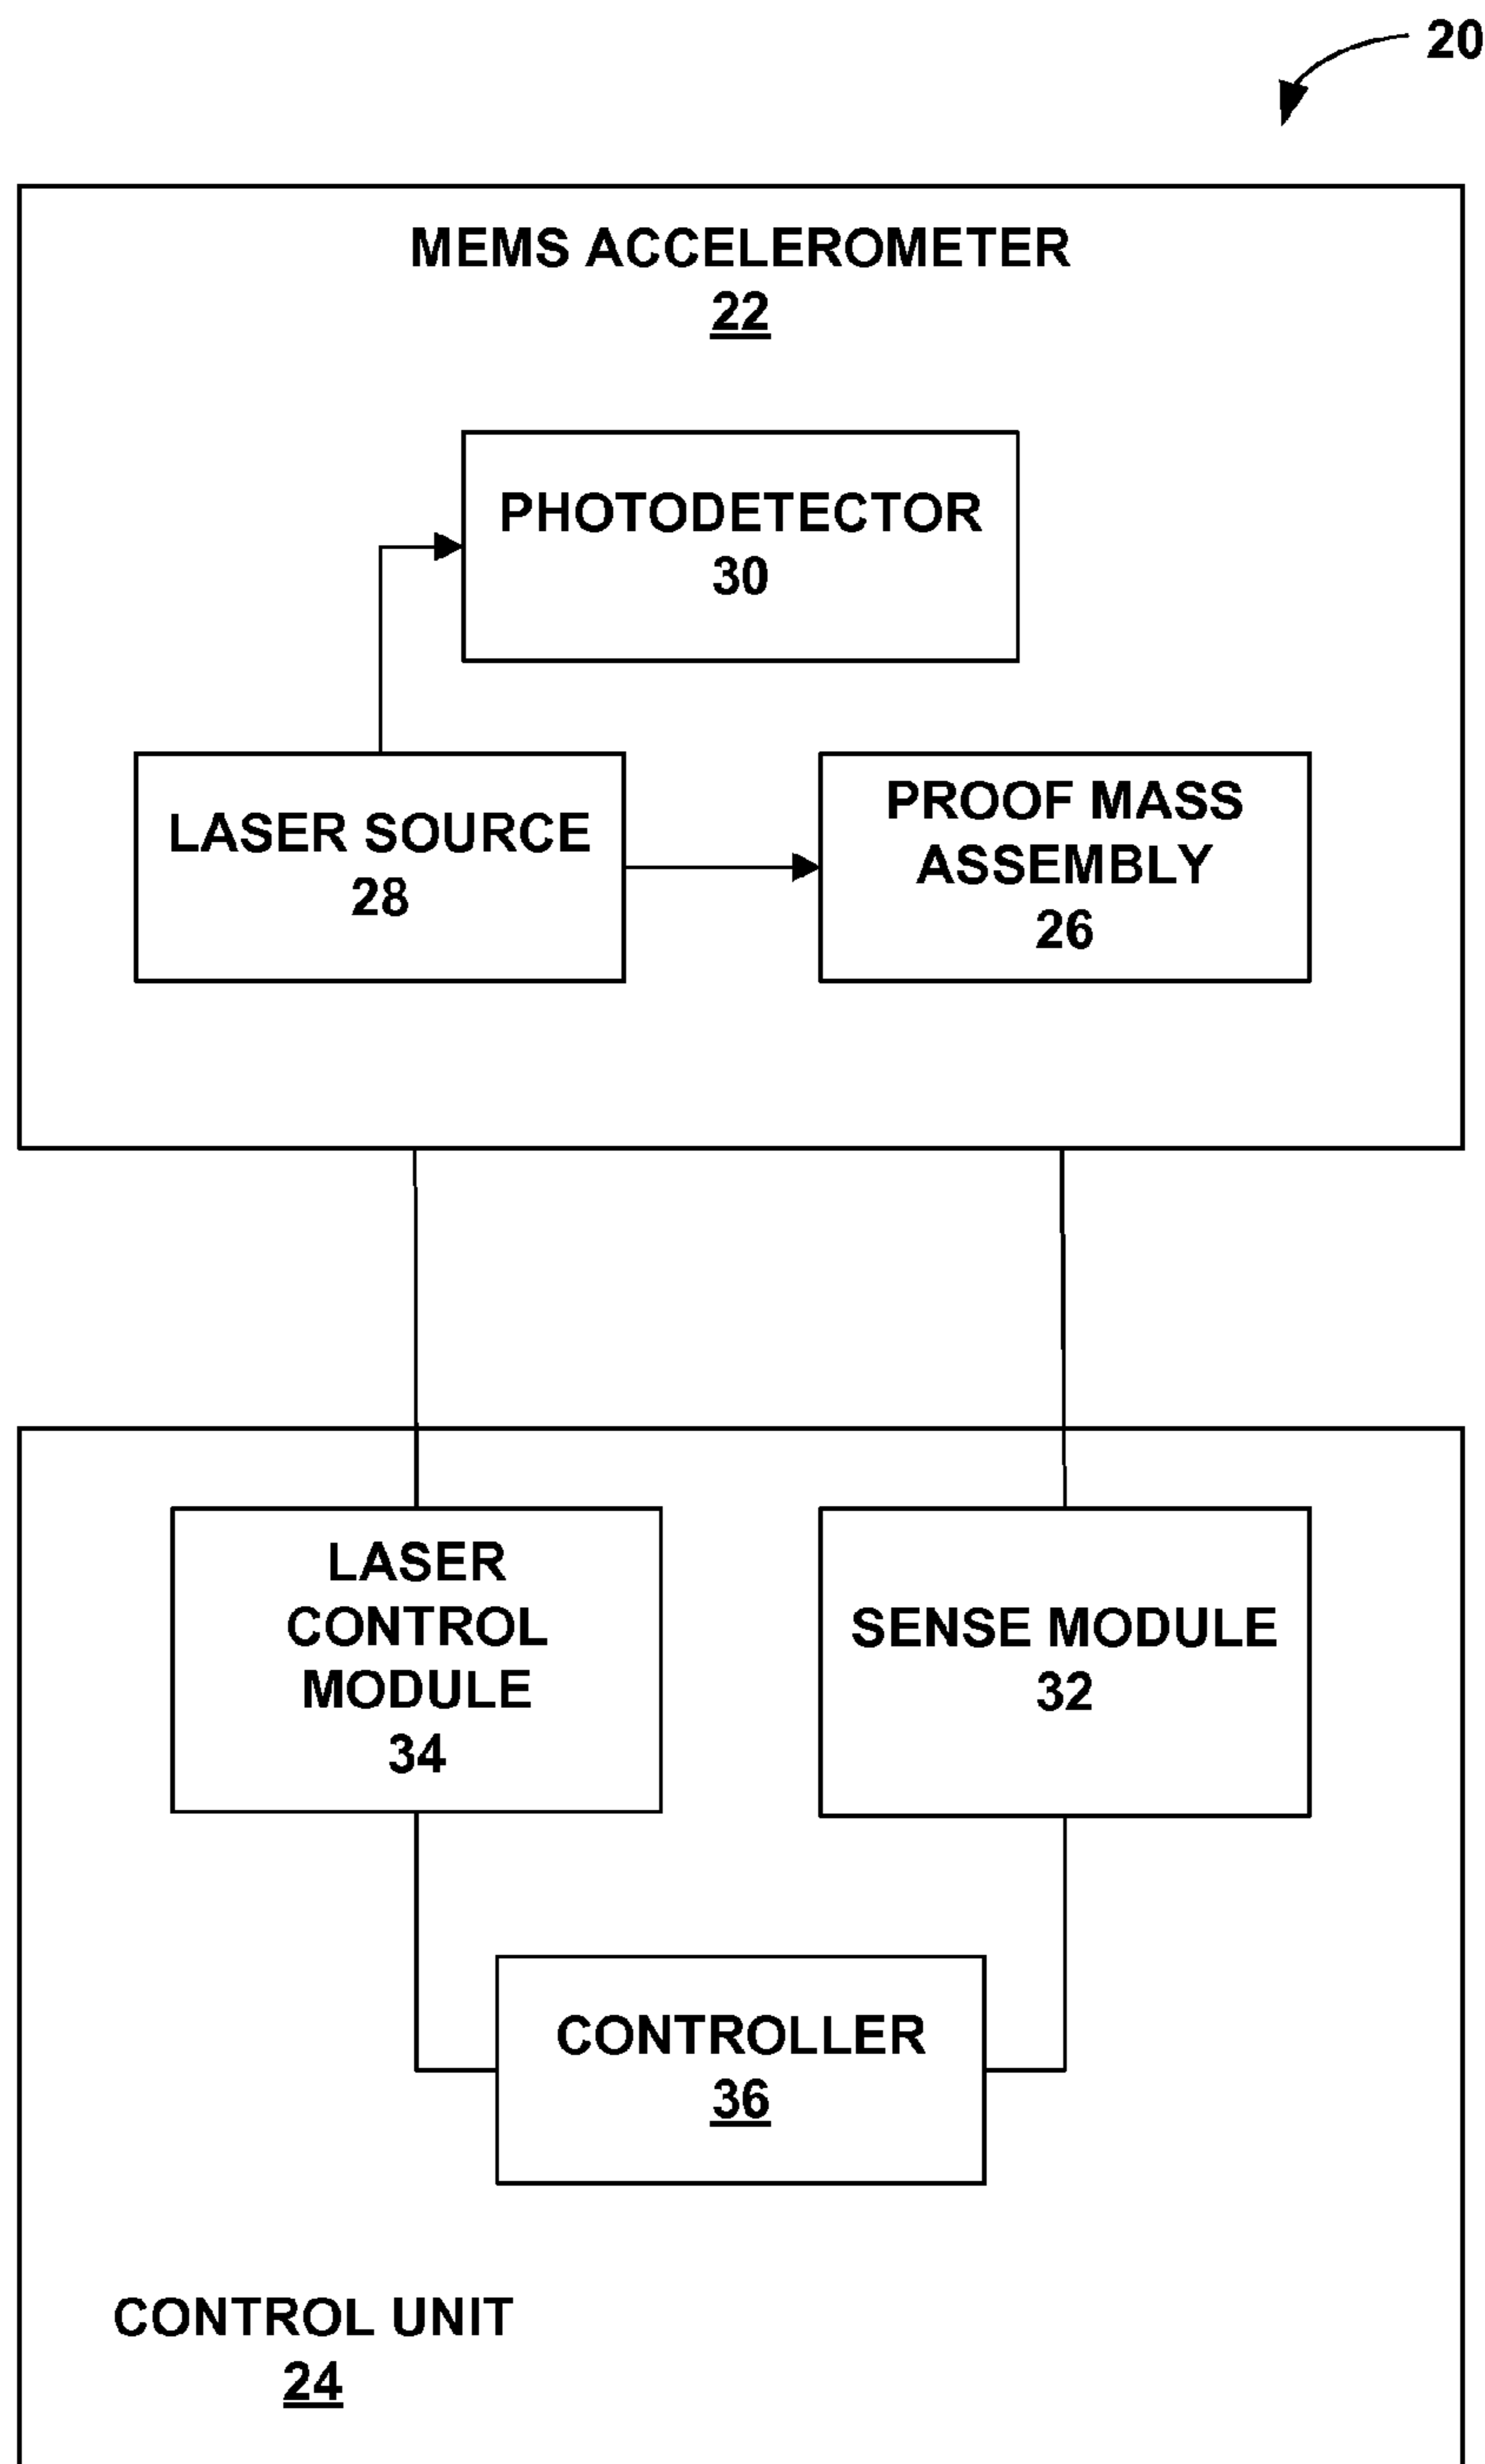 20
MEMS ACCELEROMETER
22
PHOTODETECTOR
30
LASER SOURCE
28
PROOF MASS
ASSEMBLY
26
LASER
CONTROL
MODULE
34
SENSE MODULE
32
CONTROLLER
36
CONTROL UNIT
24